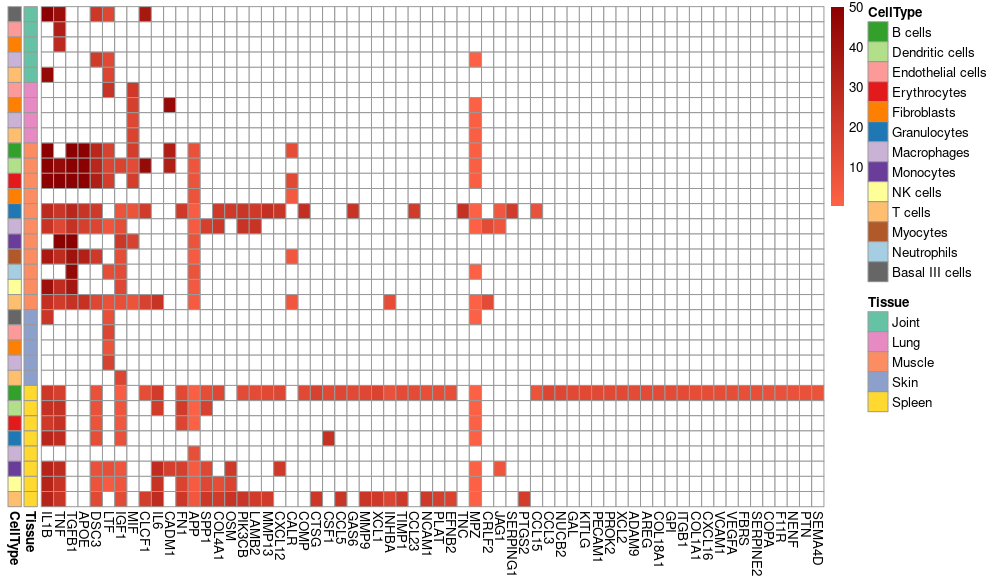 50
40
30
20
10
CellType
B cells
Dendritic cells
Endothelial cells
Erythrocytes
Fibroblasts
Granulocytes
Macrophages
Monocytes
NK cells
T cells
Myocytes
Neutrophils
Basal III cells
Tissue
Joint
Lung
Muscle
Skin
Spleen
CellType
Tissue
IL1B
TNF
TGFB1
APOE
DSC3
LTF
IGF1
MIF
CLCF1
IL6
CADM1
FN1
APP
SPP1
COL4A1
OSM
PIK3CB
LAMB2
MMP13
CXCL12
CALR
COMP
CTSG
CSF1
CCL5
GAS6
MMP9
XCL1
INHBA
TIMP1
CCL23
NCAM1
PLAT
EFNB2
TNC
MPZ
CRLF2
JAG1
SERPING1
PTGS2
CCL15
CCL3
NUCB2
GAL
KITLG
PECAM1
PROK2
XCL2
ADAM9
AREG
COL18A1
GPI
ITGB1
COL1A1
CXCL16
VCAM1
VEGFA
FBRS
SERPINE2
COPA
F11R
NENF
PTN
SEMA4D